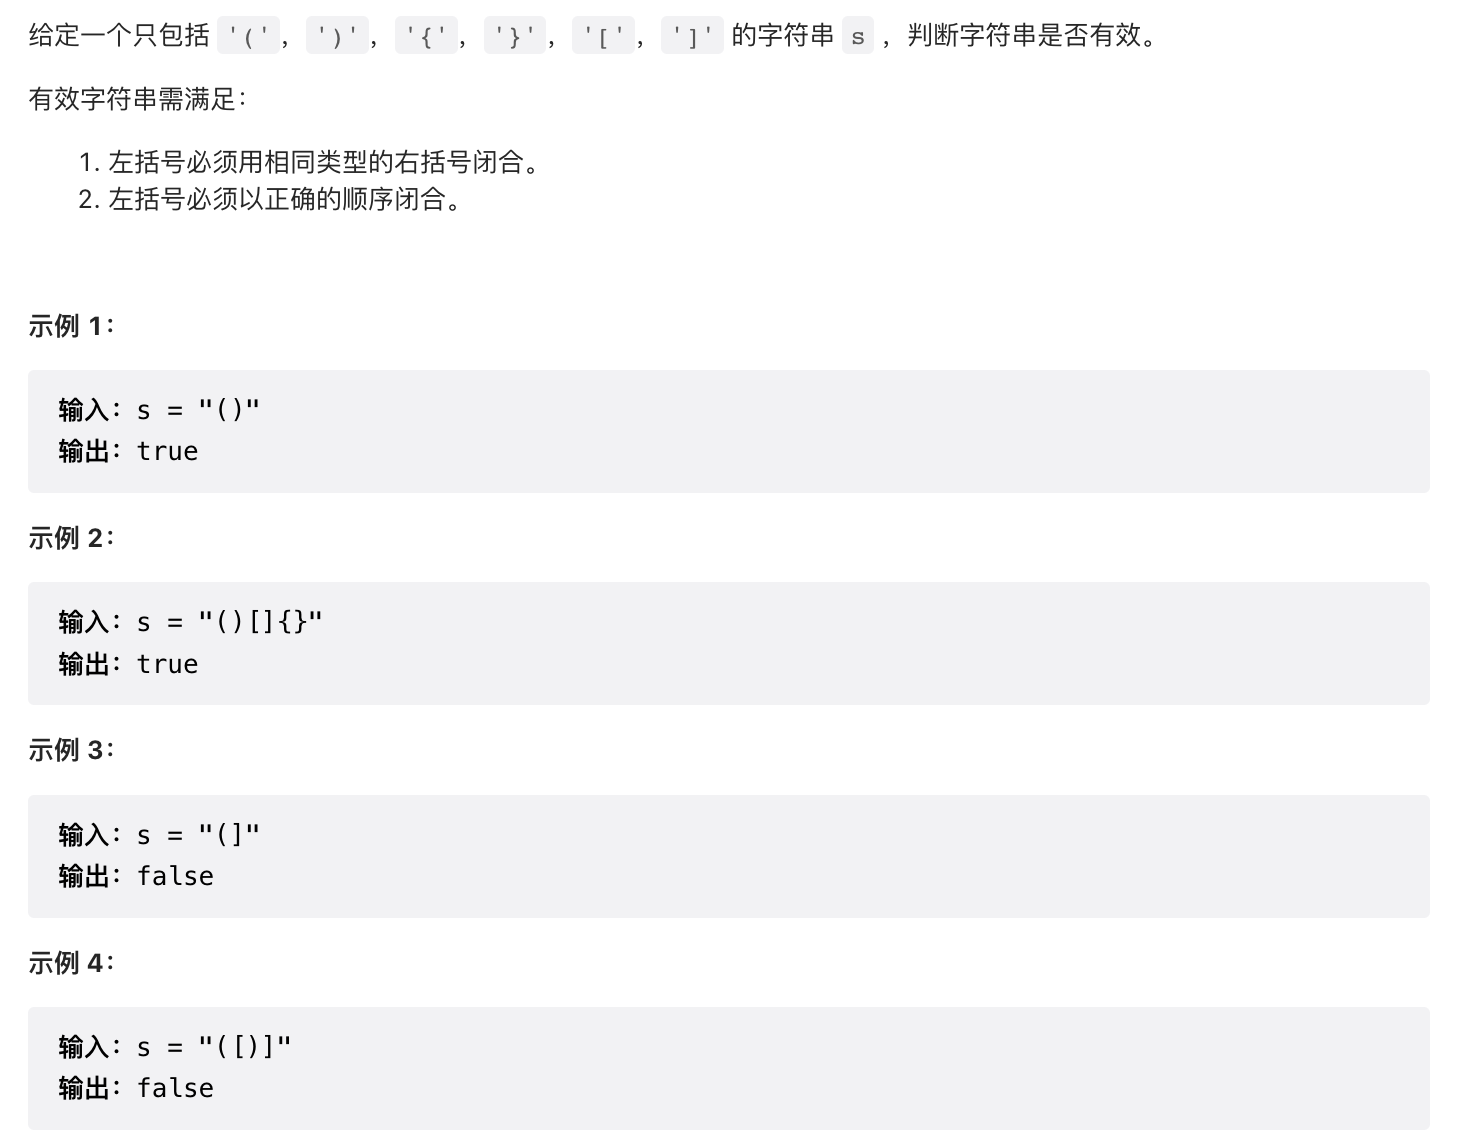 给定一个只包括 '('，')'，'{'，'}'，'['，']' 的字符串 s ，判断字符串是否有效。
有效字符串需满足：
1. 左括号必须用相同类型的右括号闭合。
2. 左括号必须以正确的顺序闭合。
示例 1：
输入：s = "()"
输出：true
示例 2：
输入：s = "()[]{}"
输出：true
示例 3：
输入：s = "(]"
输出：false
示例 4：
输入：s = "([)]"
输出：false